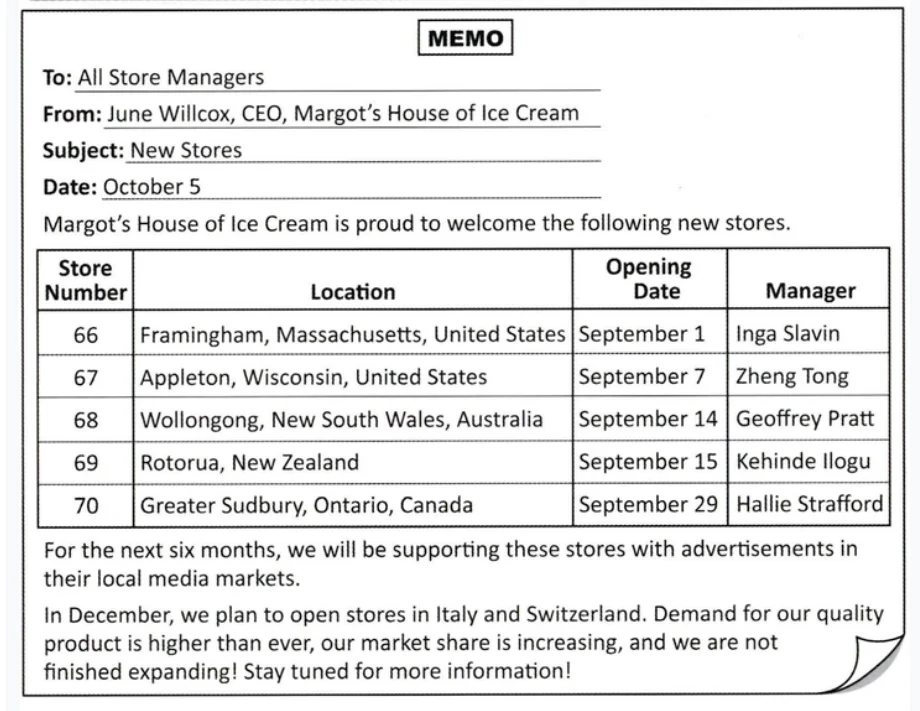 MEMO
To: All Store Managers
From: June Willcox, CEO, Margot's House of Ice Cream
Subject: New Stores
Date: October 5
Margot's House of Ice Cream is proud to welcome the following new stores.
Store Number Location Opening Date Manager
66 Framingham, Massachusetts, United States September 1 Inga Slavin
67 Appleton, Wisconsin, United States September 7 Zheng Tong
68 Wollongong, New South Wales, Australia September 14 Geoffrey Pratt
69 Rotorua, New Zealand September 15 Kehinde Ilogu
70 Greater Sudbury, Ontario, Canada September 29 Hallie Strafford
For the next six months, we will be supporting these stores with advertisements in
their local media markets.
In December, we plan to open stores in Italy and Switzerland. Demand for our quality
product is higher than ever, our market share is increasing, and we are not
finished expanding! Stay tuned for more information!